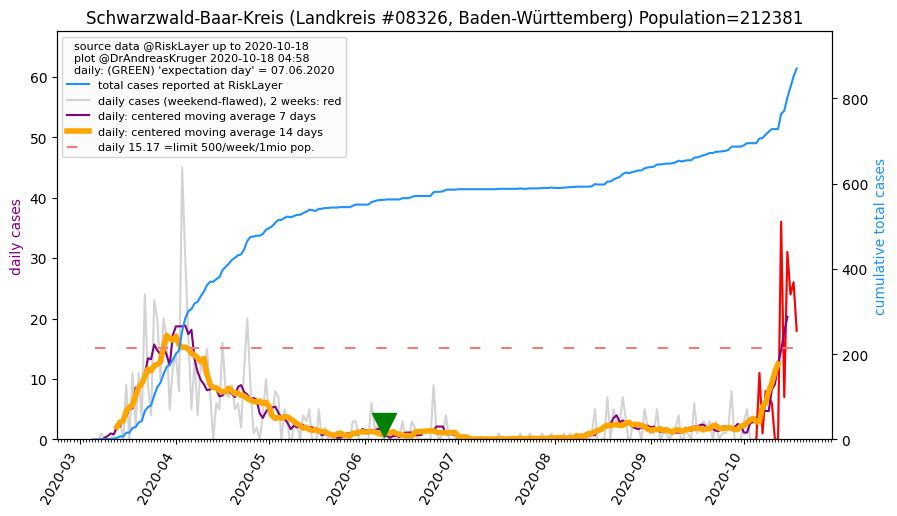 Schwarzwald-Baar-Kreis (Landkreis #08326, Baden-Württemberg) Population=212381
source data @RiskLayer up to 2020-10-18
plot @DrAndreasKruger 2020-10-18 04:58
daily: (GREEN) 'expectation day' = 07.06.2020
total cases reported at RiskLayer
daily cases (weekend-flawed), 2 weeks: red
daily: centered moving average 7 days
daily: centered moving average 14 days
daily 15.17 =limit 500/week/1mio pop.
daily cases
60
50
40
30
20
10
0
cumulative total cases
800
600
400
200
0
2020-03
2020-04
2020-05
2020-06
2020-07
2020-08
2020-09
2020-10